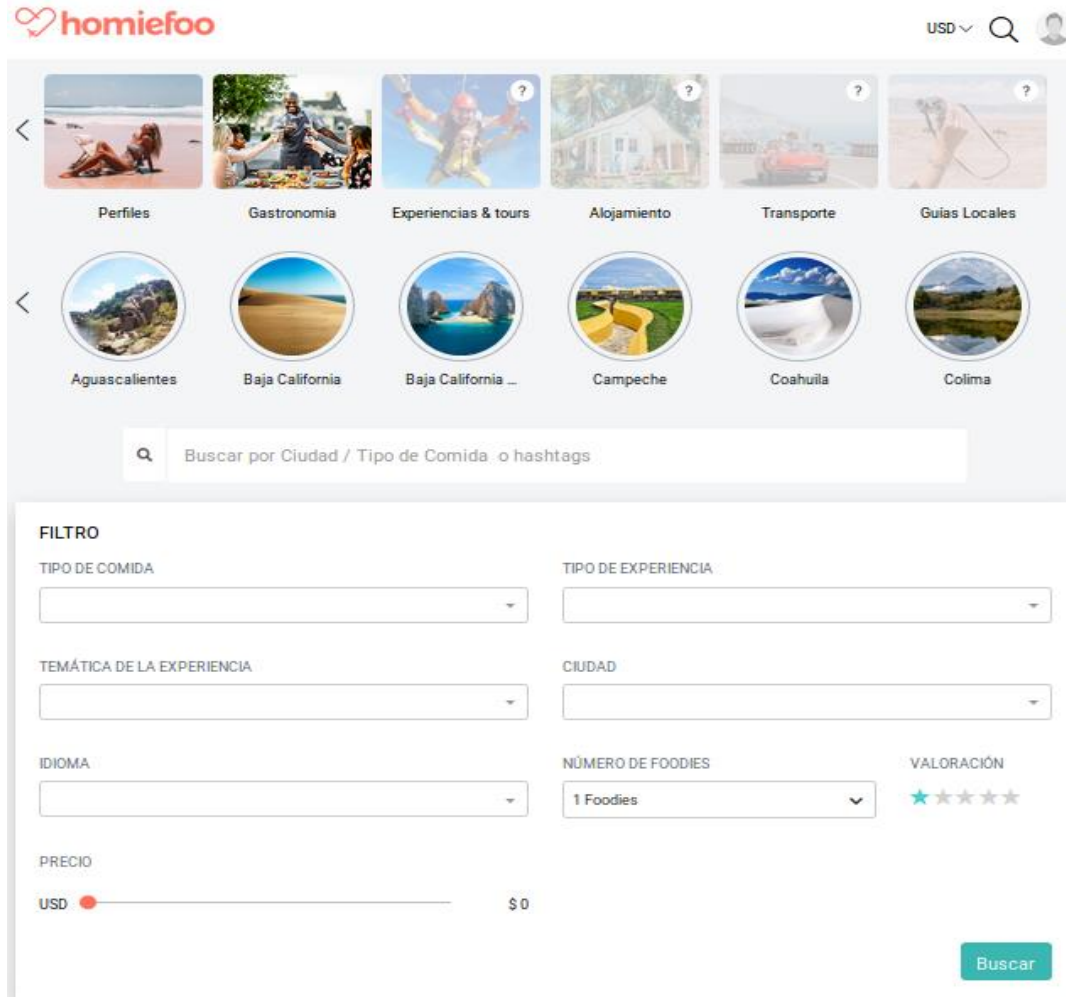 homiefoo
USD
? ? ? ?
Perfiles Gastronomía Experiencias & tours Alojamiento Transporte Guías Locales
Aguascalientes Baja California Baja California ... Campeche Coahuila Colima
Buscar por Ciudad / Tipo de Comida o hashtags
FILTRO
TIPO DE COMIDA TIPO DE EXPERIENCIA
TEMÁTICA DE LA EXPERIENCIA CIUDAD
IDIOMA NÚMERO DE FOODIES VALORACIÓN
1 Foodies
PRECIO
USD $ 0
Buscar